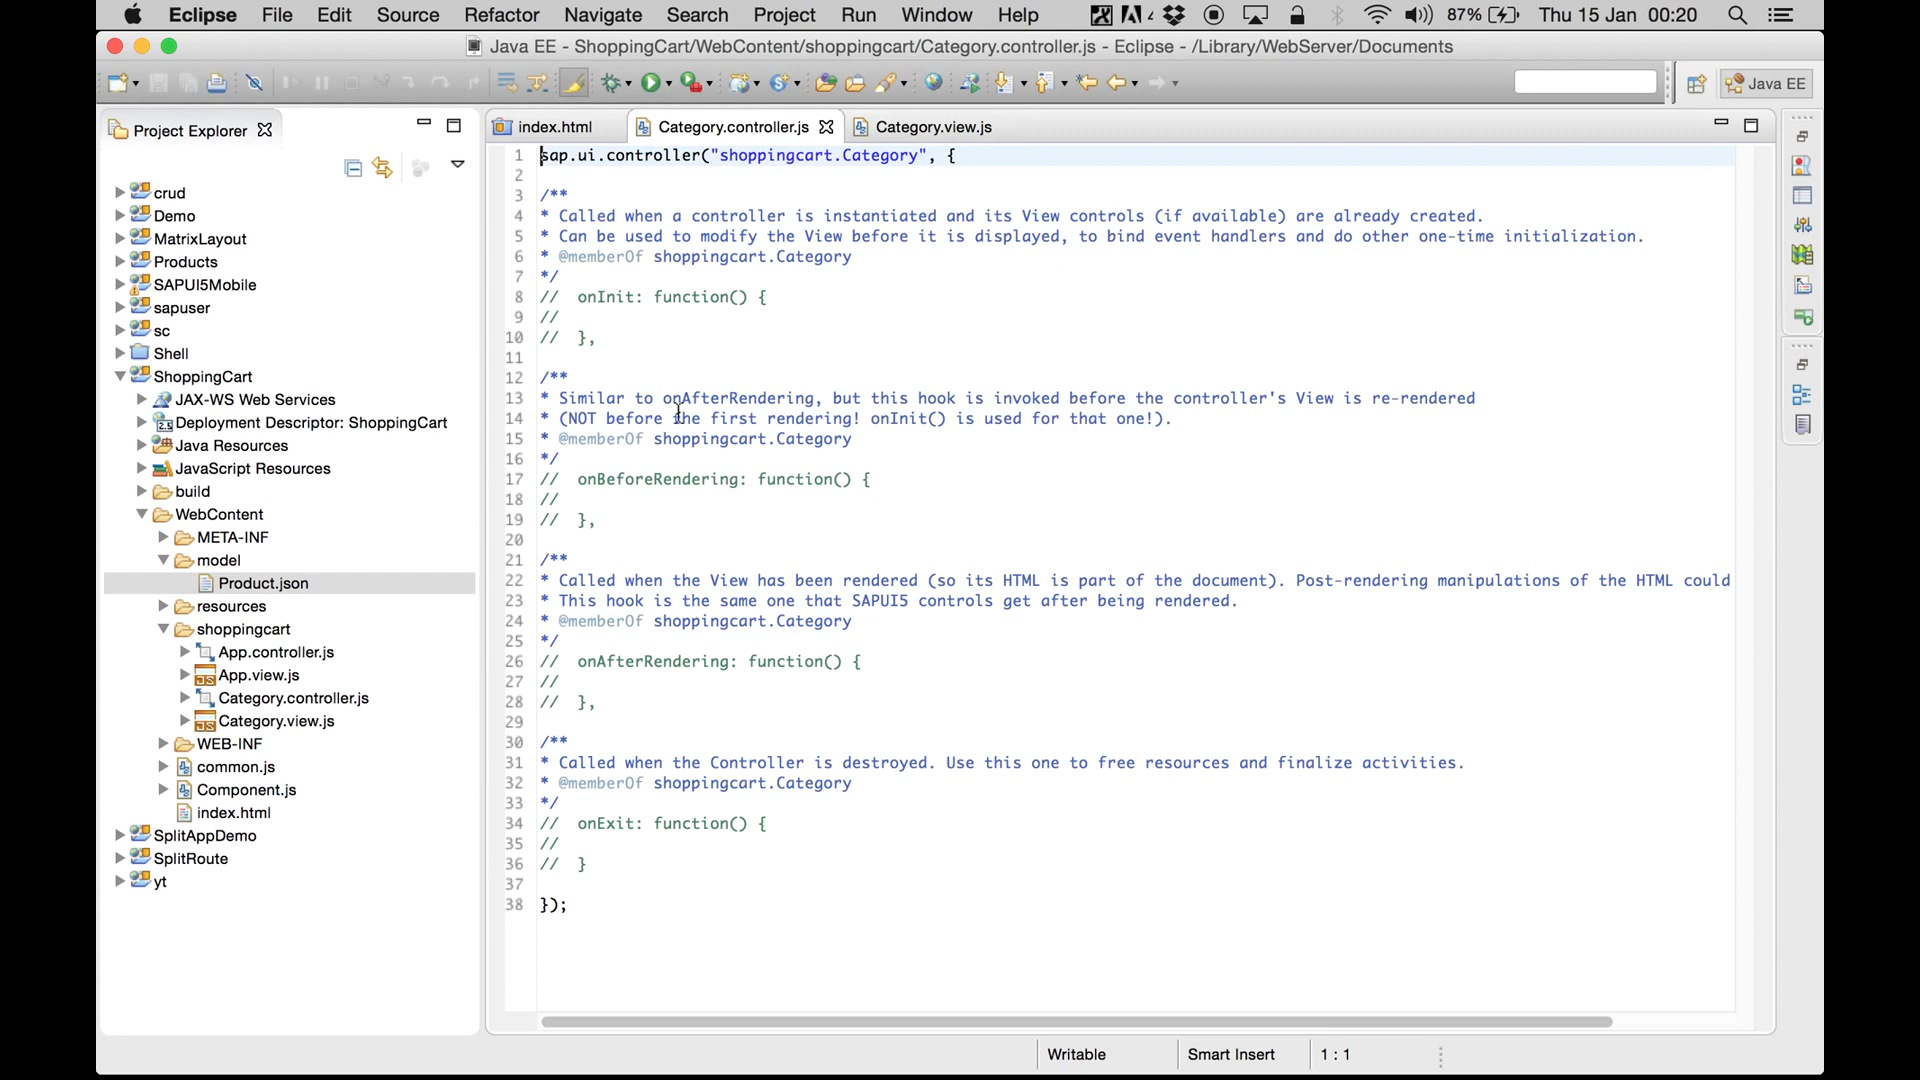 Eclipse File Edit Source Refactor Navigate Search Project Run Window Help 87% Thu 15 Jan 00:20
Java EE - ShoppingCart/WebContent/shoppingcart/Category.controller.js - Eclipse - /Library/WebServer/Documents
Java EE
Project Explorer
crud
Demo
MatrixLayout
Products
SAPUI5Mobile
sapuser
sc
Shell
ShoppingCart
JAX-WS Web Services
Deployment Descriptor: ShoppingCart
Java Resources
JavaScript Resources
build
WebContent
META-INF
model
Product.json
resources
shoppingcart
App.controller.js
App.view.js
Category.controller.js
Category.view.js
WEB-INF
common.js
Component.js
index.html
SplitAppDemo
SplitRoute
yt
index.html Category.controller.js Category.view.js
1 sap.ui.controller("shoppingcart.Category", {
2
3 /**
4 * Called when a controller is instantiated and its View controls (if available) are already created.
5 * Can be used to modify the View before it is displayed, to bind event handlers and do other one-time initialization.
6 * @memberOf shoppingcart.Category
7 */
8 // onInit: function() {
9 //
10 // },
11
12 /**
13 * Similar to onAfterRendering, but this hook is invoked before the controller's View is re-rendered
14 * (NOT before the first rendering! onInit() is used for that one!).
15 * @memberOf shoppingcart.Category
16 */
17 // onBeforeRendering: function() {
18 //
19 // },
20
21 /**
22 * Called when the View has been rendered (so its HTML is part of the document). Post-rendering manipulations of the HTML could
23 * This hook is the same one that SAPUI5 controls get after being rendered.
24 * @memberOf shoppingcart.Category
25 */
26 // onAfterRendering: function() {
27 //
28 // },
29
30 /**
31 * Called when the Controller is destroyed. Use this one to free resources and finalize activities.
32 * @memberOf shoppingcart.Category
33 */
34 // onExit: function() {
35 //
36 // }
37
38 });
Writable Smart Insert 1 : 1